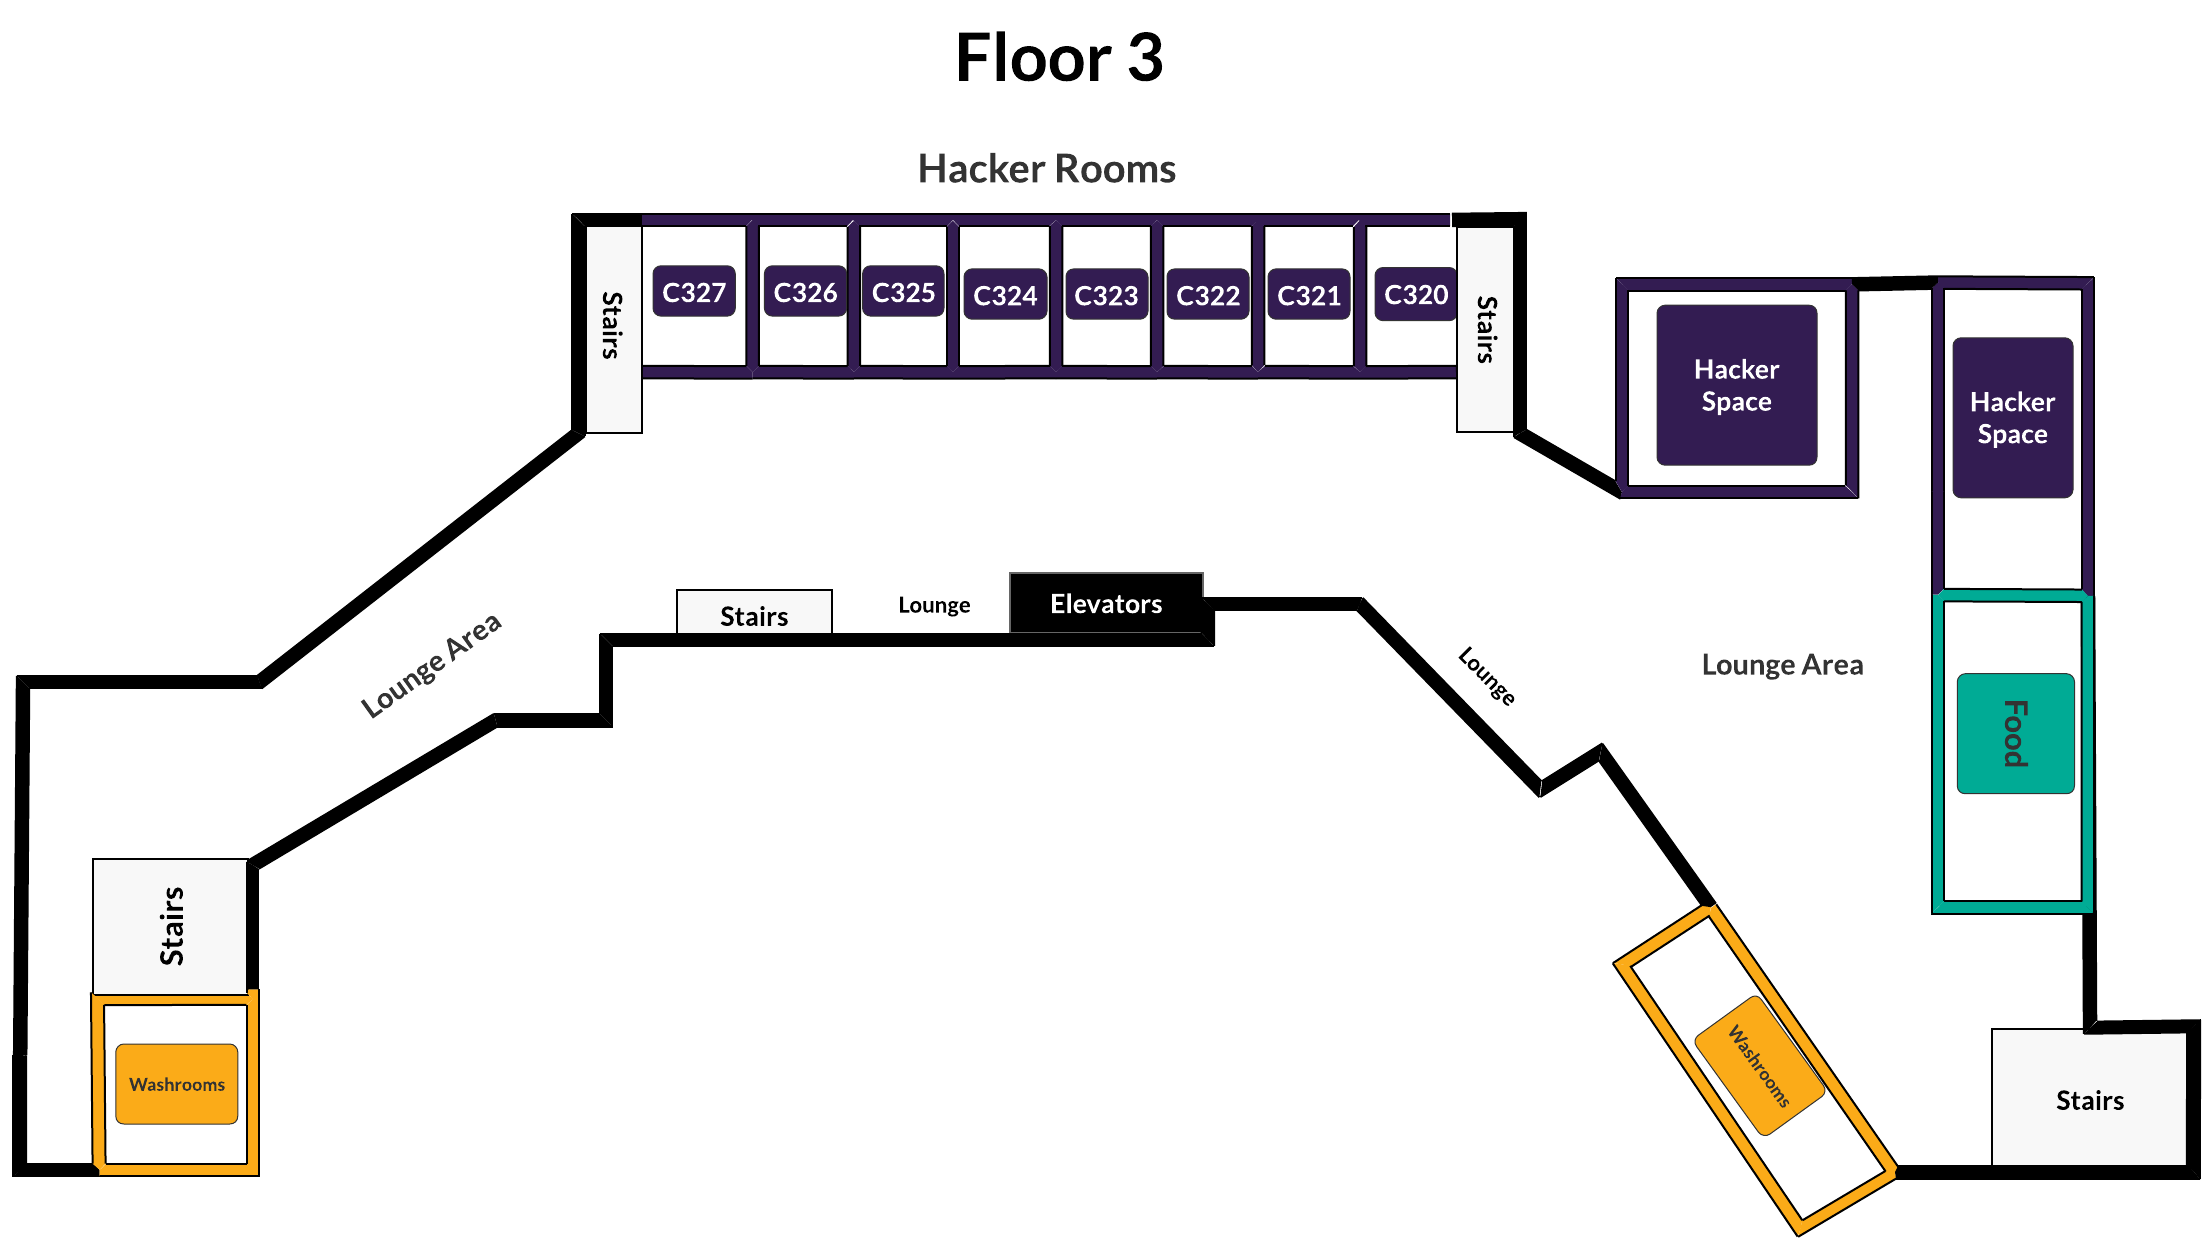 Floor 3
Hacker Rooms
Stairs
C327
C326
C325
C324
C323
C322
C321
C320
Stairs
Hacker
Space
Hacker
Space
Stairs
Lounge
Elevators
Lounge Area
Lounge
Lounge Area
Food
Stairs
Washrooms
Washrooms
Stairs